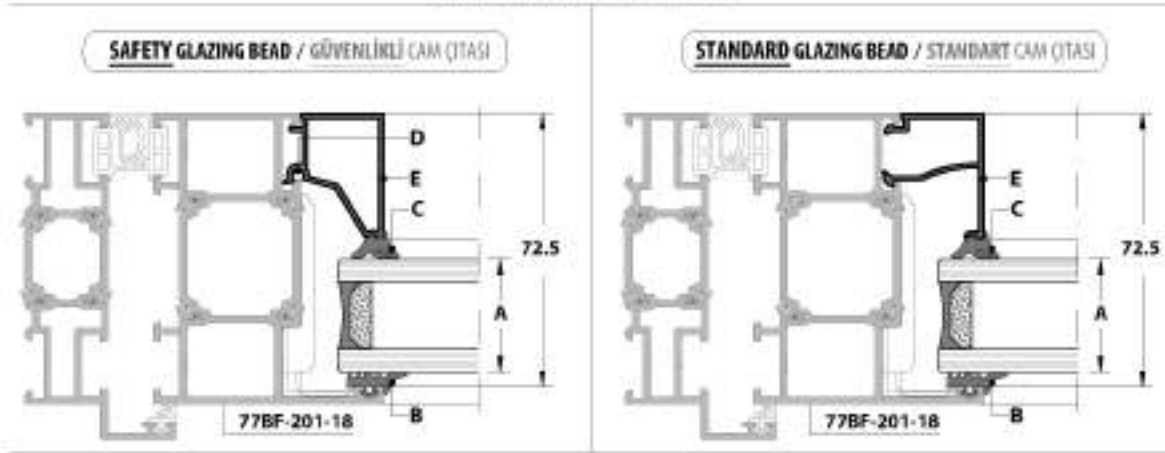 SAFETY GLAZING BEAD / GÜVENLİKLİ CAM ÇITASI
D
E
C
72.5
A
B
77BF-201-18
STANDARD GLAZING BEAD / STANDART CAM ÇITASI
E
C
72.5
A
B
77BF-201-18